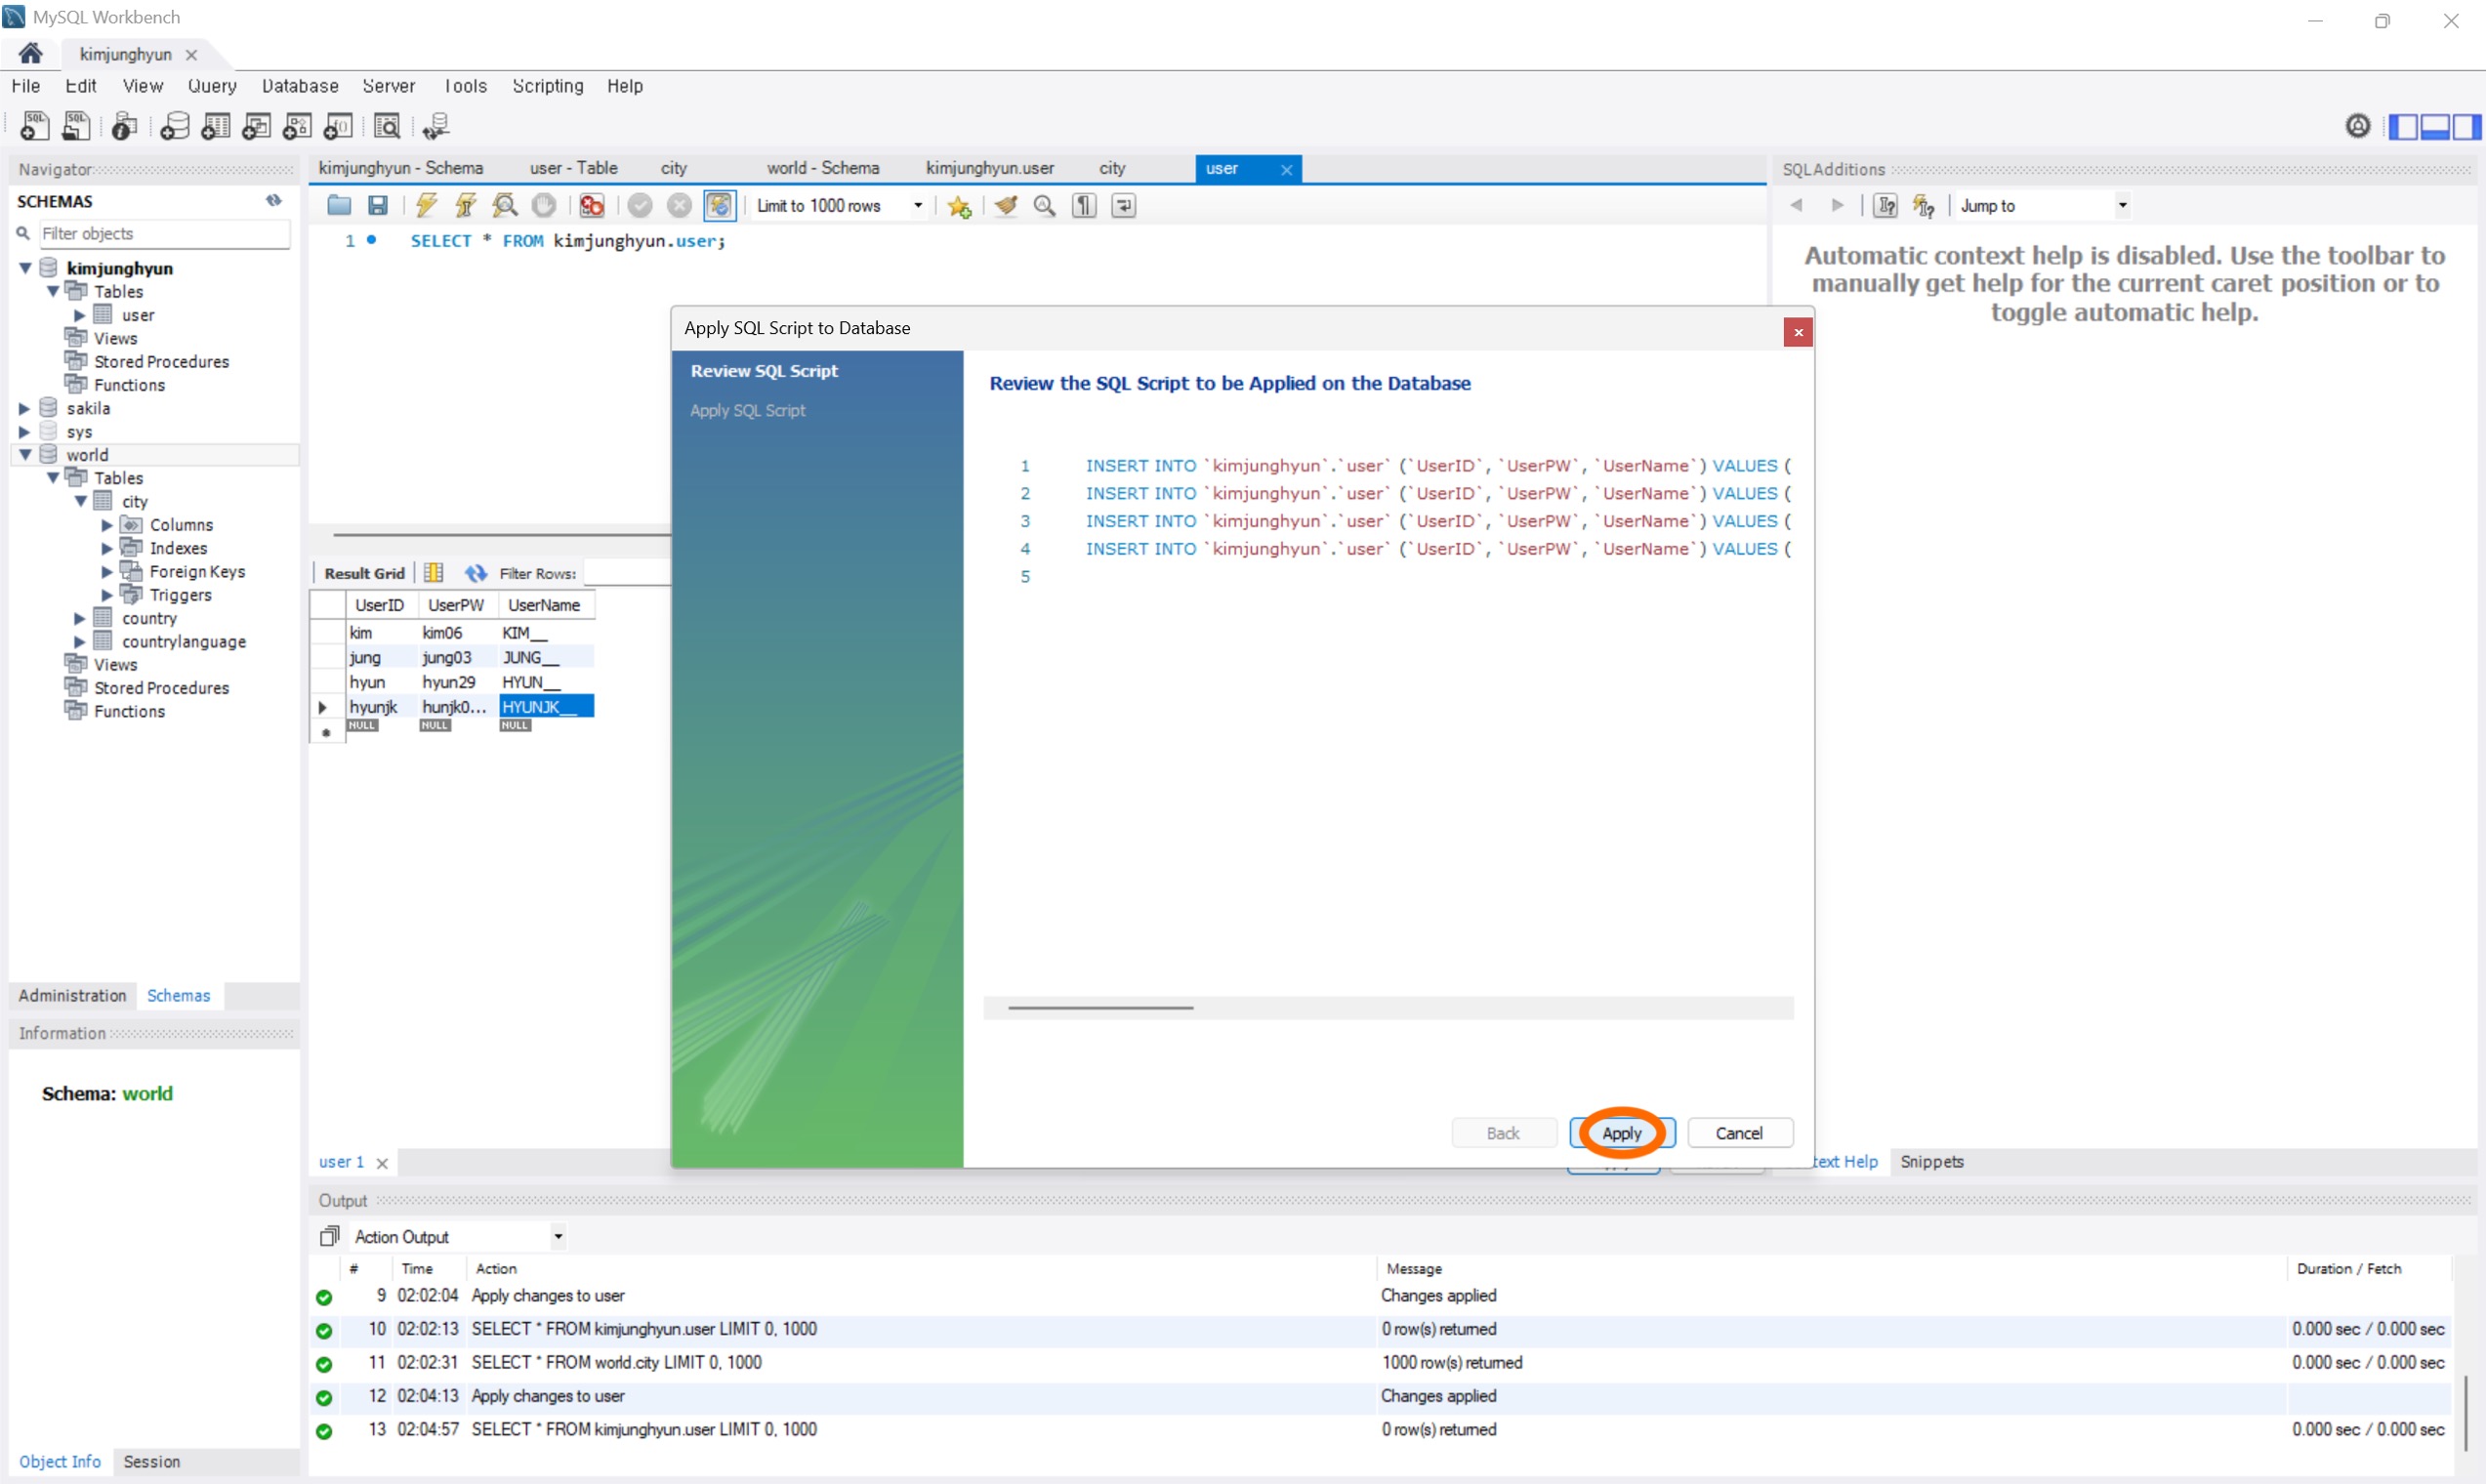 MySQL Workbench
kimjunghyun
File Edit View Query Database Server Tools Scripting Help
Navigator
SCHEMAS
Filter objects
kimjunghyun
Tables
user
Views
Stored Procedures
Functions
sakila
sys
world
Tables
city
Columns
Indexes
Foreign Keys
Triggers
country
countrylanguage
Views
Stored Procedures
Functions
Administration Schemas
Information
Schema: world
Object Info Session
kimjunghyun - Schema user - Table city world - Schema kimjunghyun.user city user
Limit to 1000 rows
1 SELECT * FROM kimjunghyun.user;
Result Grid Filter Rows:
UserID UserPW UserName
kim kim06 KIM__
jung jung03 JUNG__
hyun hyun29 HYUN__
hyunjk hunjk0... HYUNJK__
NULL NULL NULL
user 1
Apply SQL Script to Database
Review SQL Script
Apply SQL Script
Review the SQL Script to be Applied on the Database
1 INSERT INTO `kimjunghyun`.`user` (`UserID`, `UserPW`, `UserName`) VALUES (
2 INSERT INTO `kimjunghyun`.`user` (`UserID`, `UserPW`, `UserName`) VALUES (
3 INSERT INTO `kimjunghyun`.`user` (`UserID`, `UserPW`, `UserName`) VALUES (
4 INSERT INTO `kimjunghyun`.`user` (`UserID`, `UserPW`, `UserName`) VALUES (
5
Back Apply Cancel
SQLAdditions
Jump to
Automatic context help is disabled. Use the toolbar to
manually get help for the current caret position or to
toggle automatic help.
text Help Snippets
Output
Action Output
# Time Action Message Duration / Fetch
9 02:02:04 Apply changes to user Changes applied
10 02:02:13 SELECT * FROM kimjunghyun.user LIMIT 0, 1000 0 row(s) returned 0.000 sec / 0.000 sec
11 02:02:31 SELECT * FROM world.city LIMIT 0, 1000 1000 row(s) returned 0.000 sec / 0.000 sec
12 02:04:13 Apply changes to user Changes applied
13 02:04:57 SELECT * FROM kimjunghyun.user LIMIT 0, 1000 0 row(s) returned 0.000 sec / 0.000 sec